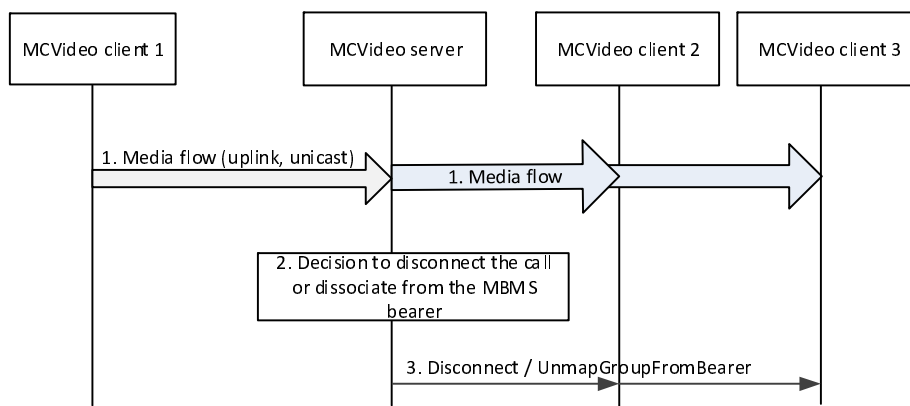 MCVideo client 1
MCVideo server
MCVideo client 2
MCVideo client 3
1. Media flow (uplink, unicast)
1. Media flow
2. Decision to disconnect the call
or dissociate from the MBMS
bearer
3. Disconnect / UnmapGroupFromBearer